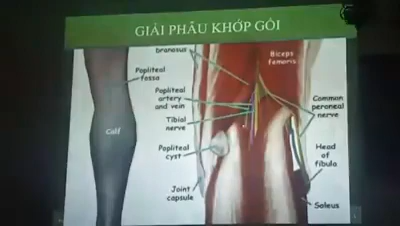 GIẢI PHẪU KHỚP GỐI
branosus
Popliteal
fossa
Biceps
femoris
Popliteal
artery
and vein
Tibial
nerve
Common
peroneal
nerve
Calf
Popliteal
cyst
Head
of
fibula
Joint
capsule
Soleus